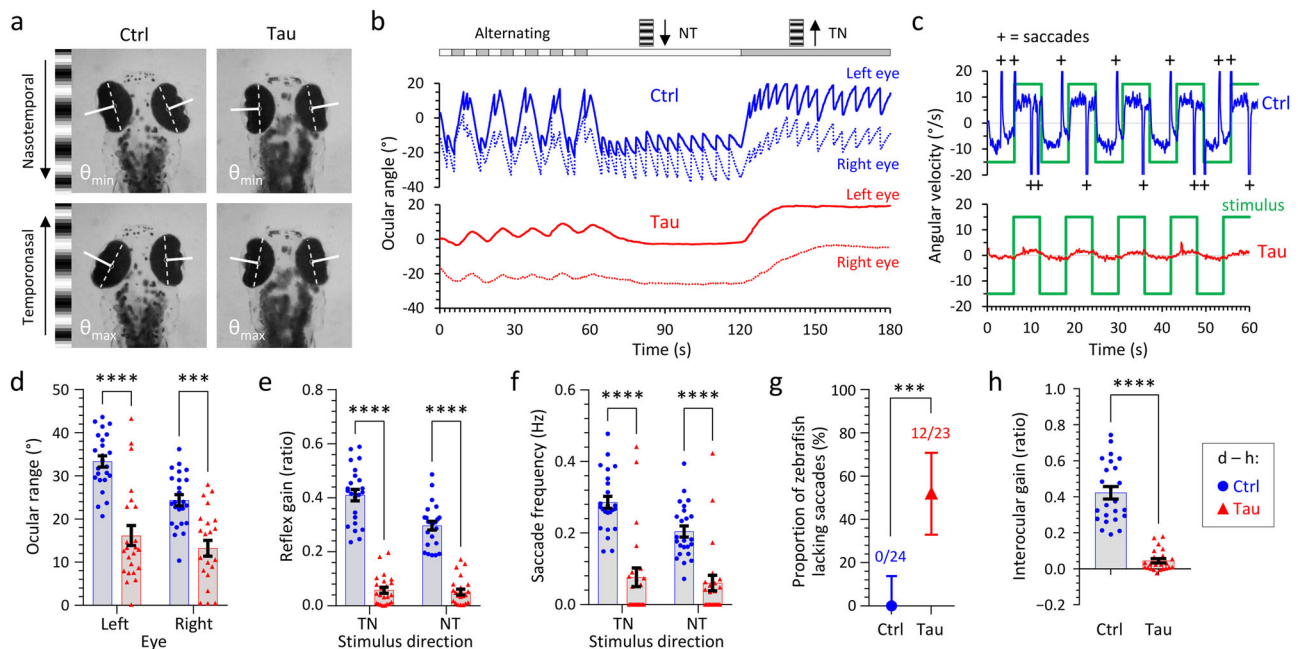 a
Ctrl
Tau
Nasotemporal
θmin
θmin
Temporonasal
θmax
θmax
b
Alternating
NT
TN
Ocular angle (°)
20
0
-20
-40
Left eye
Ctrl
Right eye
20
0
-20
-40
Left eye
Tau
Right eye
0 30 60 90 120 150 180
Time (s)
c
+ = saccades
+ + + + + + +
Angular velocity (°/s)
20
15
10
5
0
-5
-10
-15
-20
Ctrl
+ + + + + + +
stimulus
20
15
10
5
0
-5
-10
-15
-20
Tau
0 10 20 30 40 50 60
Time (s)
d
**** ***
Ocular range (°)
50
40
30
20
10
0
Left Right
Eye
e
**** ****
Reflex gain (ratio)
0.8
0.6
0.4
0.2
0.0
TN NT
Stimulus direction
f
**** ****
Saccade frequency (Hz)
0.6
0.4
0.2
0.0
TN NT
Stimulus direction
g
***
Proportion of zebrafish
lacking saccades (%)
100
80
60
40
20
0
12/23
0/24
Ctrl Tau
h
****
Interocular gain (ratio)
1.0
0.8
0.6
0.4
0.2
0.0
-0.2
Ctrl Tau
d – h:
Ctrl
Tau